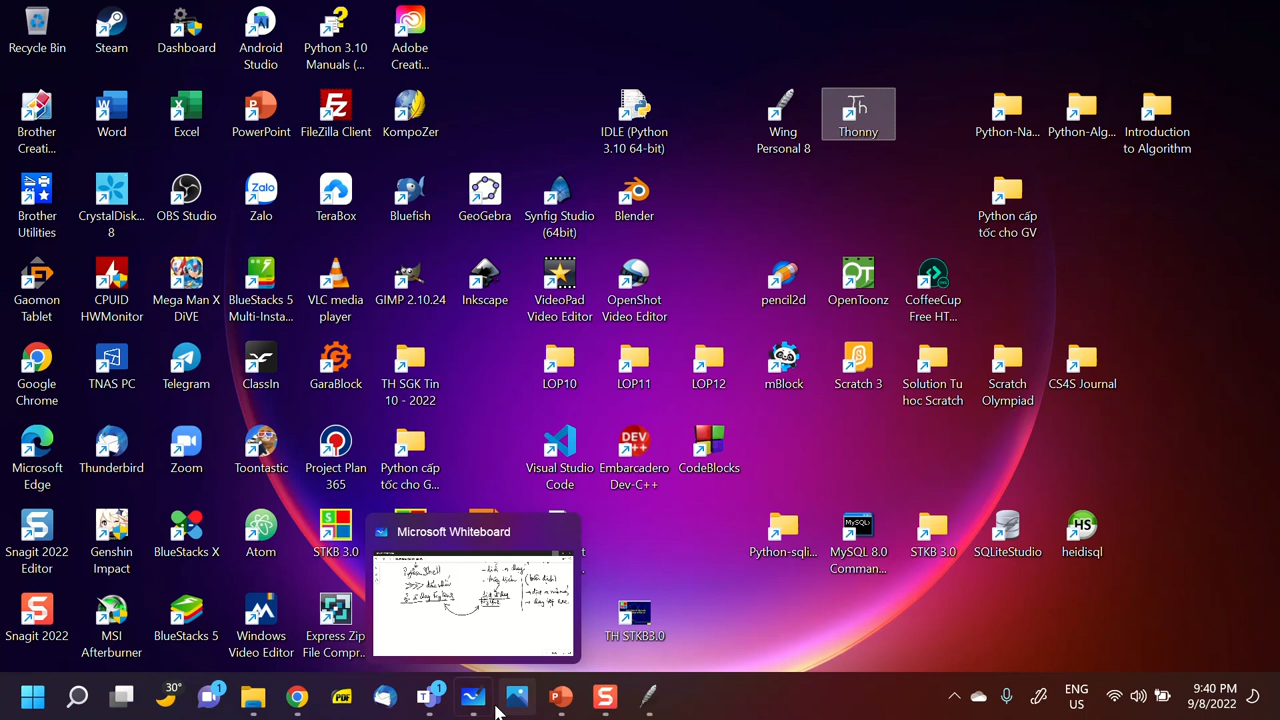 Recycle Bin
Steam
Dashboard
Android
Studio
Python 3.10
Manuals (...
Adobe
Creati...
Brother
Creati...
Word
Excel
PowerPoint
FileZilla Client
KompoZer
IDLE (Python
3.10 64-bit)
Wing
Personal 8
Thonny
Python-Na...
Python-Alg...
Introduction
to Algorithm
Brother
Utilities
CrystalDisk...
8
OBS Studio
Zalo
TeraBox
Bluefish
GeoGebra
Synfig Studio
(64bit)
Blender
Python cấp
tốc cho GV
Gaomon
Tablet
CPUID
HWMonitor
Mega Man X
DiVE
BlueStacks 5
Multi-Insta...
VLC media
player
GIMP 2.10.24
Inkscape
VideoPad
Video Editor
OpenShot
Video Editor
pencil2d
OpenToonz
CoffeeCup
Free HT...
Google
Chrome
TNAS PC
Telegram
ClassIn
GaraBlock
TH SGK Tin
10 - 2022
LOP10
LOP11
LOP12
mBlock
Scratch 3
Solution Tu
hoc Scratch
Scratch
Olympiad
CS4S Journal
Microsoft
Edge
Thunderbird
Zoom
Toontastic
Project Plan
365
Python cấp
tốc cho G...
Visual Studio
Code
Embarcadero
Dev-C++
CodeBlocks
Snagit 2022
Editor
Genshin
Impact
BlueStacks X
Atom
STKB 3.0
Microsoft Whiteboard
Python-sqli...
MySQL 8.0
Comman...
STKB 3.0
SQLiteStudio
heidisql
Snagit 2022
MSI
Afterburner
BlueStacks 5
Windows
Video Editor
Express Zip
File Compr...
TH STKB3.0
30°
1
1
ENG
US
9:40 PM
9/8/2022